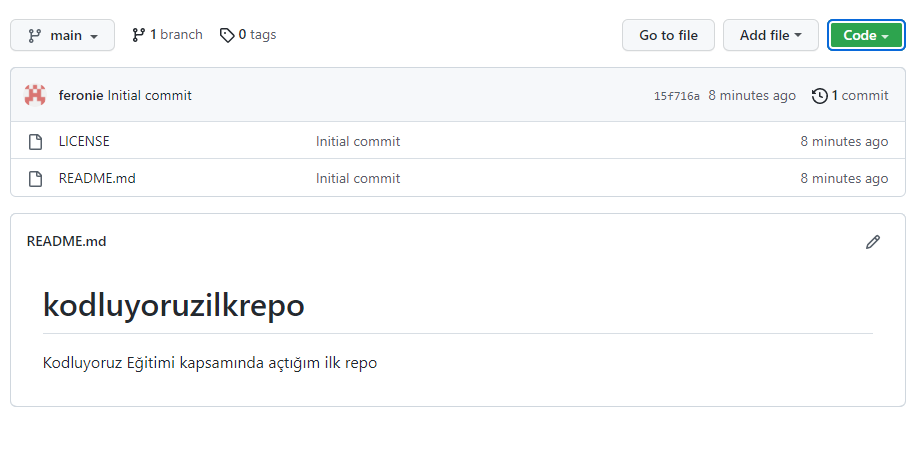 main 1 branch 0 tags Go to file Add file Code
feronie Initial commit 15f716a 8 minutes ago 1 commit
LICENSE Initial commit 8 minutes ago
README.md Initial commit 8 minutes ago
README.md
kodluyoruzilkrepo
Kodluyoruz Eğitimi kapsamında açtığım ilk repo